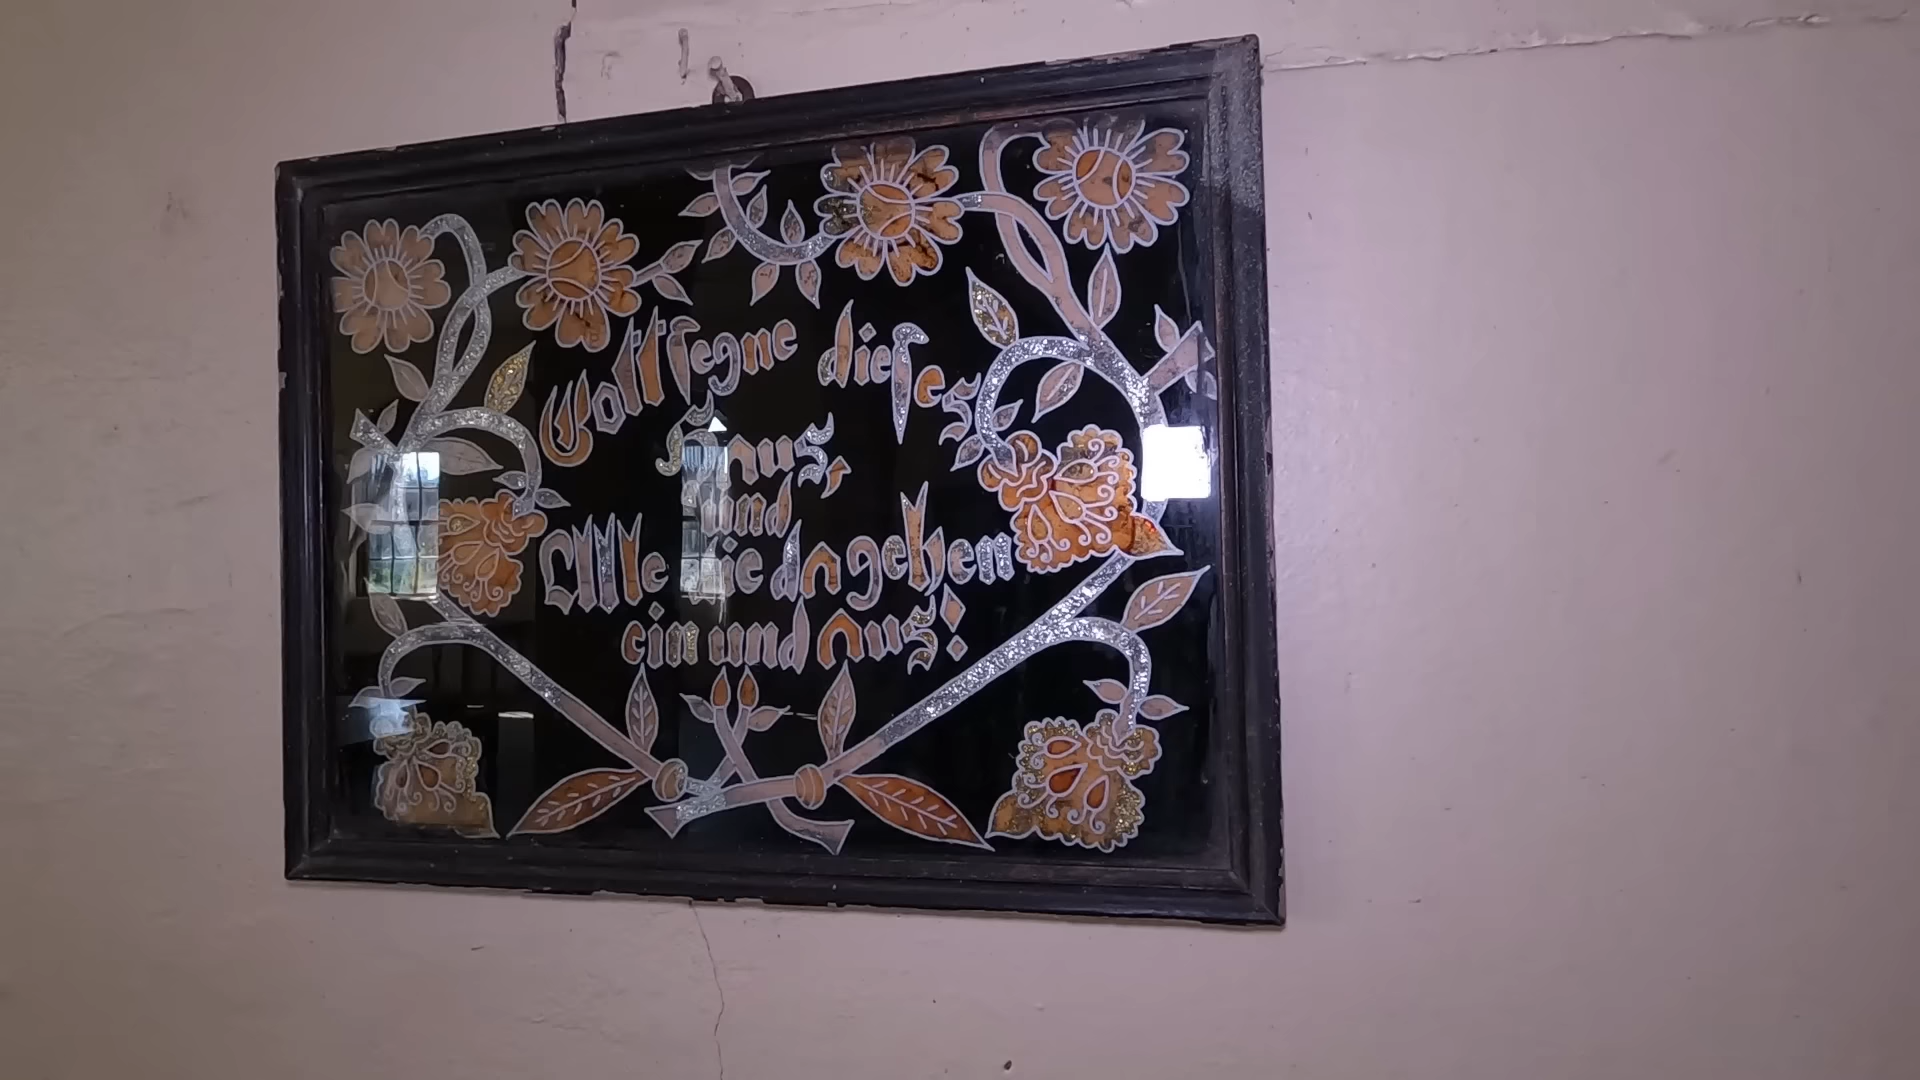 Gott segne dieses
Haus,
und
Alle die da gehen
ein und aus!